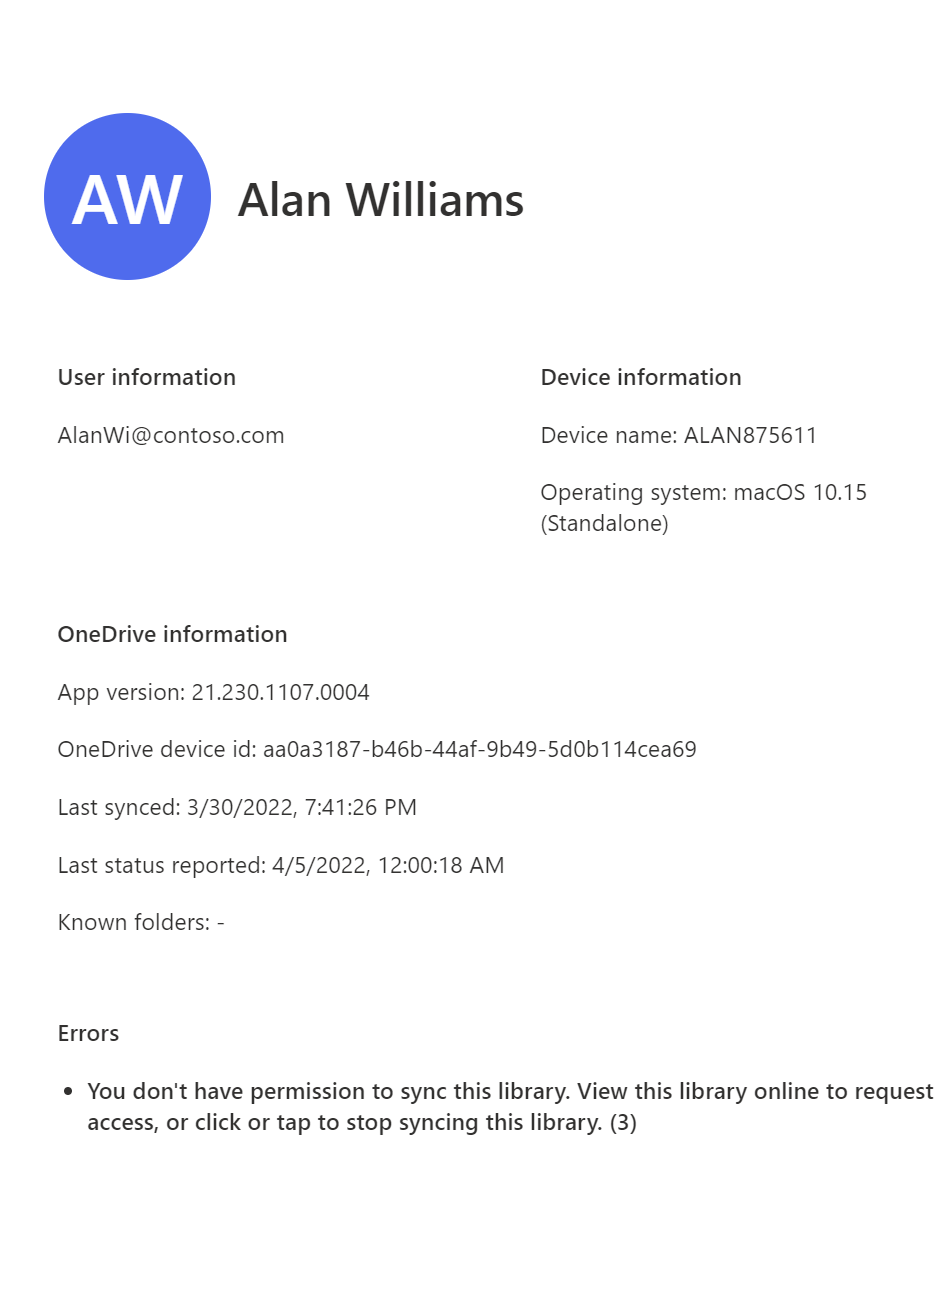 AW
Alan Williams
User information
AlanWi@contoso.com
Device information
Device name: ALAN875611
Operating system: macOS 10.15
(Standalone)
OneDrive information
App version: 21.230.1107.0004
OneDrive device id: aa0a3187-b46b-44af-9b49-5d0b114cea69
Last synced: 3/30/2022, 7:41:26 PM
Last status reported: 4/5/2022, 12:00:18 AM
Known folders: -
Errors
• You don't have permission to sync this library. View this library online to request
access, or click or tap to stop syncing this library. (3)